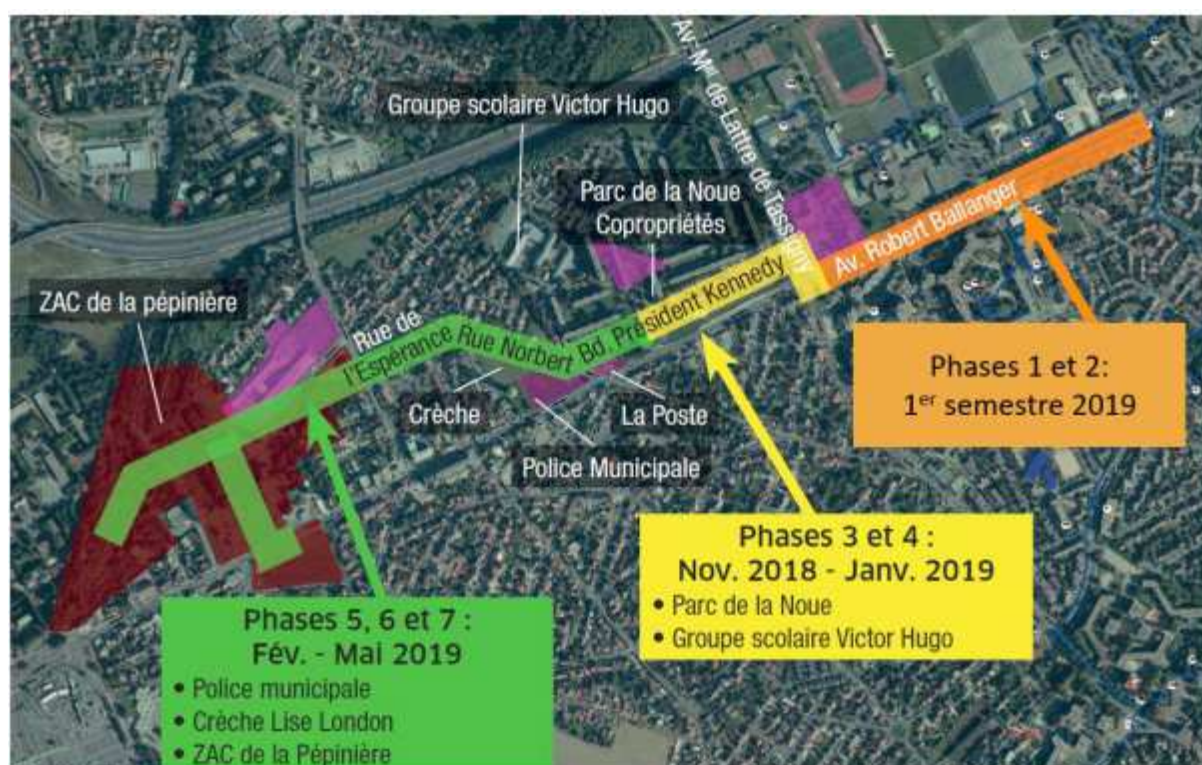 Groupe scolaire Victor Hugo
Av. Mal de Lattre de Tassigny
Parc de la Noue
Copropriétés
Av. Robert Ballanger
ZAC de la pépinière
Rue de
l'Espérance
Rue Norbert
Bd. Président Kennedy
Crèche
La Poste
Police Municipale
Phases 1 et 2:
1er semestre 2019
Phases 3 et 4 :
Nov. 2018 - Janv. 2019
• Parc de la Noue
• Groupe scolaire Victor Hugo
Phases 5, 6 et 7 :
Fév. - Mai 2019
• Police municipale
• Crèche Lise London
• ZAC de la Pépinière